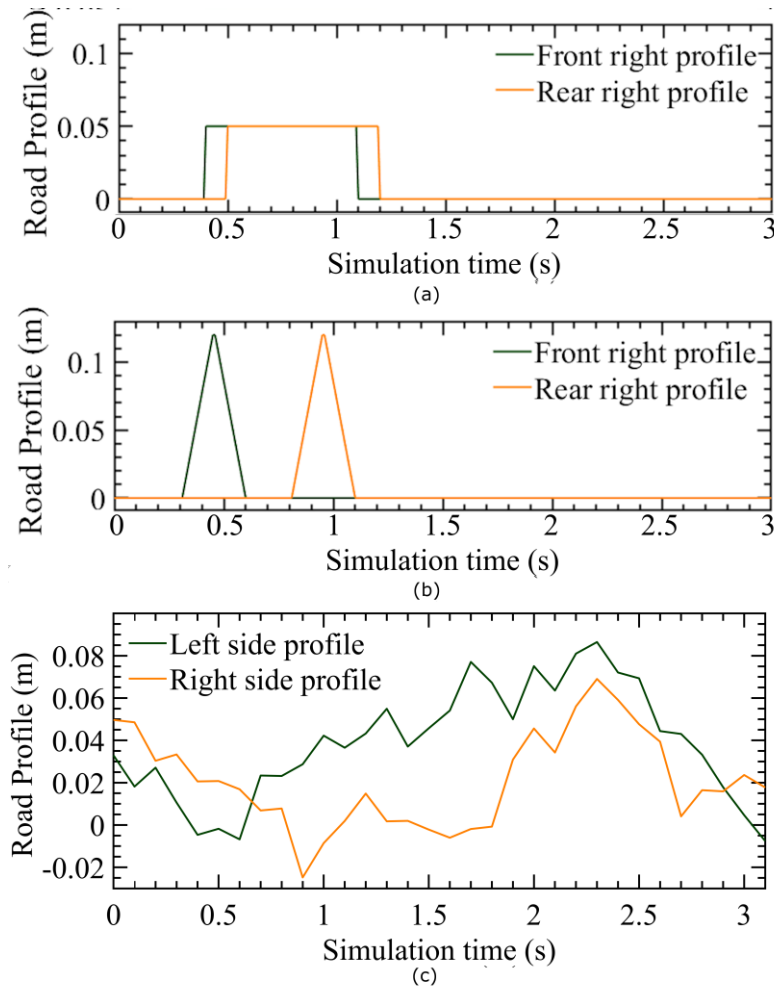 0.1
Front right profile
Rear right profile
0.05
0
Road Profile (m)
0 0.5 1 1.5 2 2.5 3
Simulation time (s)
(a)
0.1
Front right profile
Rear right profile
0.05
0
Road Profile (m)
0 0.5 1 1.5 2 2.5 3
Simulation time (s)
(b)
Left side profile
Right side profile
0.08
0.06
0.04
0.02
0
-0.02
Road Profile (m)
0 0.5 1 1.5 2 2.5 3
Simulation time (s)
(c)